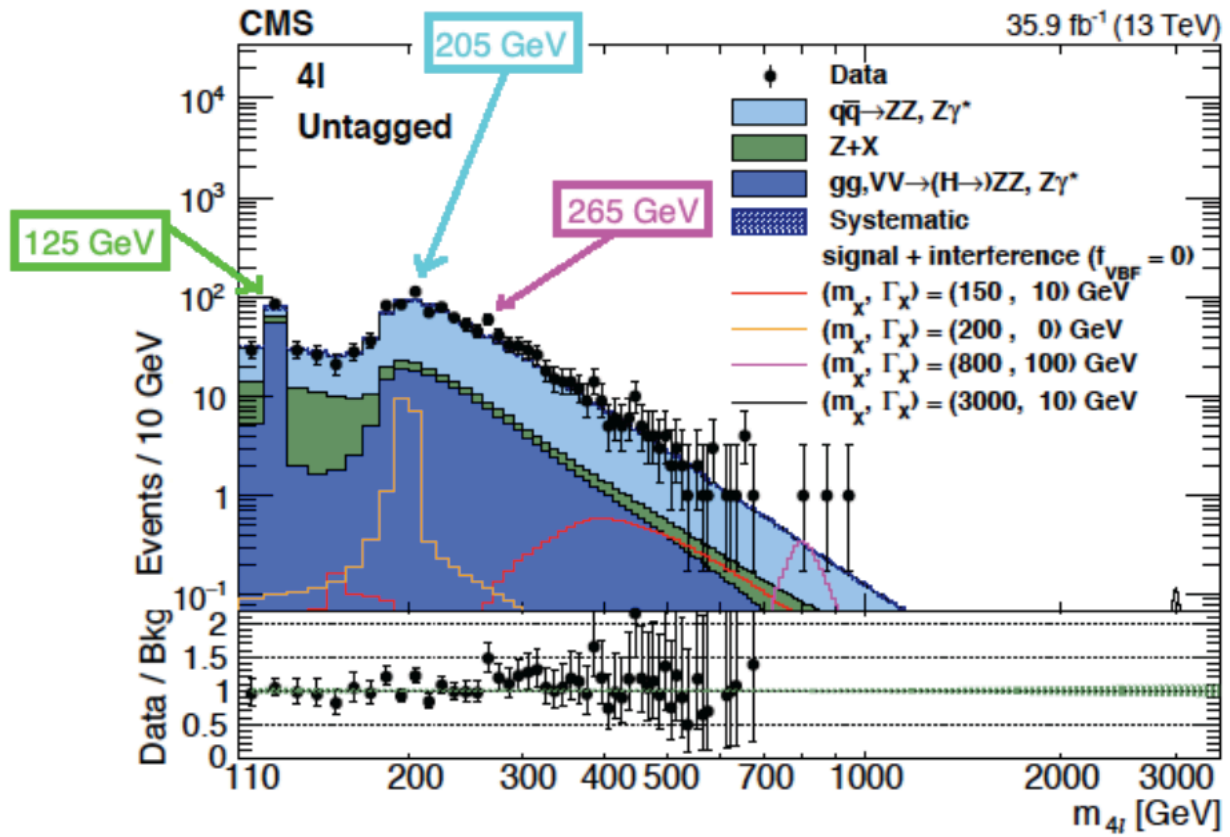 CMS
35.9 fb⁻¹ (13 TeV)
205 GeV
4l
Untagged
125 GeV
265 GeV
Data
qq̄→ZZ, Zγ*
Z+X
gg,VV→(H→)ZZ, Zγ*
Systematic
signal + interference (f_VBF = 0)
(m_X, Γ_X) = (150 , 10) GeV
(m_X, Γ_X) = (200 , 0) GeV
(m_X, Γ_X) = (800 , 100) GeV
(m_X, Γ_X) = (3000, 10) GeV
Events / 10 GeV
10⁴
10³
10²
10
1
10⁻¹
Data / Bkg
2
1.5
1
0.5
0
110 200 300 400 500 700 1000 2000 3000
m_4l [GeV]